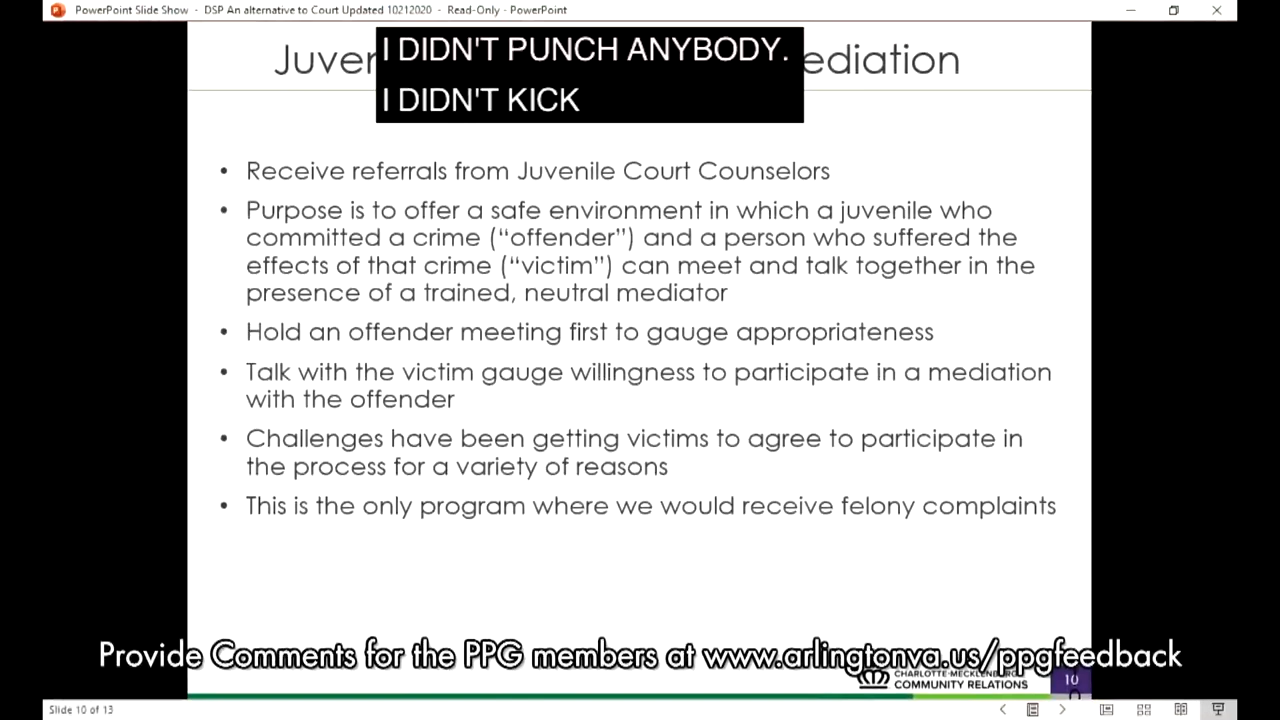 PowerPoint Slide Show - DSP An alternative to Court Updated 10212020 - Read-Only - PowerPoint
I DIDN'T PUNCH ANYBODY.
I DIDN'T KICK
Juver
ediation
• Receive referrals from Juvenile Court Counselors
• Purpose is to offer a safe environment in which a juvenile who
committed a crime (“offender”) and a person who suffered the
effects of that crime (“victim”) can meet and talk together in the
presence of a trained, neutral mediator
• Hold an offender meeting first to gauge appropriateness
• Talk with the victim gauge willingness to participate in a mediation
with the offender
• Challenges have been getting victims to agree to participate in
the process for a variety of reasons
• This is the only program where we would receive felony complaints
Provide Comments for the PPG members at www.arlingtonva.us/ppgfeedback
CHARLOTTE-MECKLENBURG
COMMUNITY RELATIONS
10
Slide 10 of 13